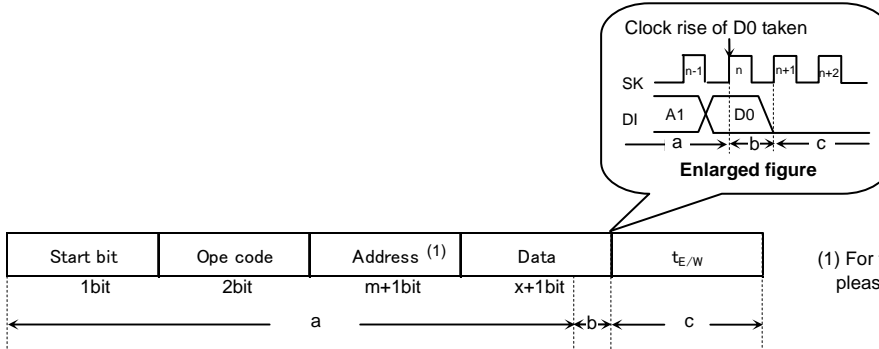 Clock rise of D0 taken
SK
n-1
n
n+1
n+2
DI
A1
D0
a
b
c
Enlarged figure
Start bit
Ope code
Address (1)
Data
tE/W
1bit
2bit
m+1bit
x+1bit
a
b
c
(1) For
pleas